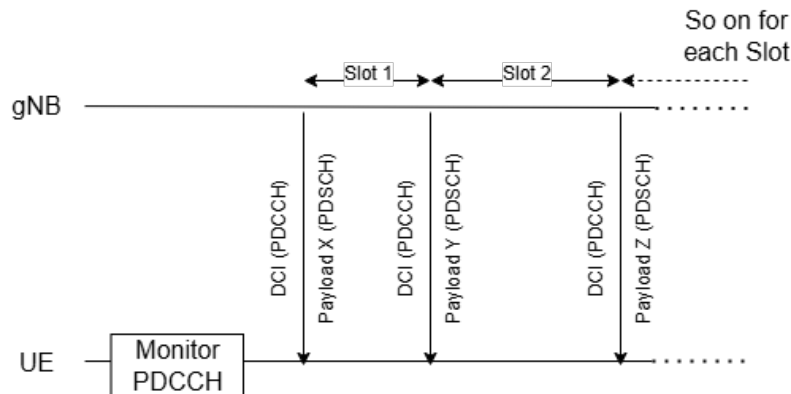 So on for
each Slot
Slot 1
Slot 2
gNB
DCI (PDCCH)
Payload X (PDSCH)
DCI (PDCCH)
Payload Y (PDSCH)
DCI (PDCCH)
Payload Z (PDSCH)
UE
Monitor
PDCCH